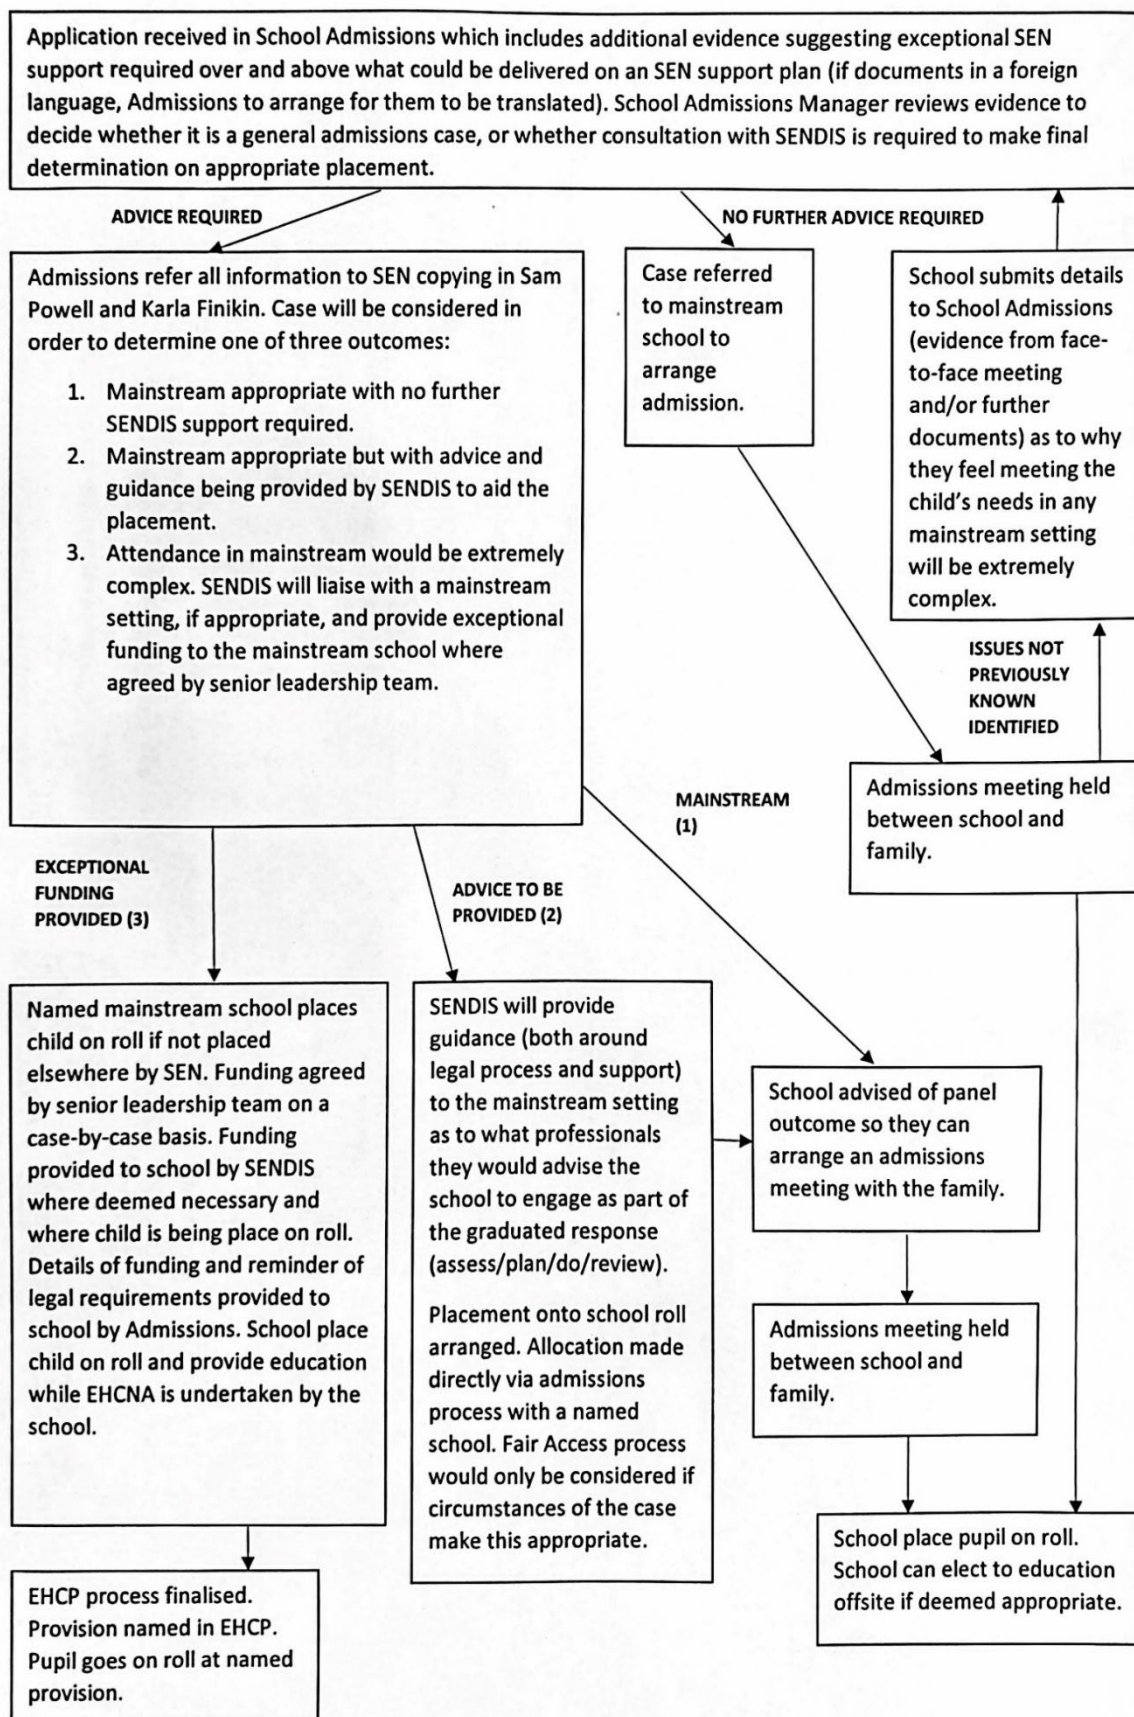 Application received in School Admissions which includes additional evidence suggesting exceptional SEN
support required over and above what could be delivered on an SEN support plan (if documents in a foreign
language, Admissions to arrange for them to be translated). School Admissions Manager reviews evidence to
decide whether it is a general admissions case, or whether consultation with SENDIS is required to make final
determination on appropriate placement.
ADVICE REQUIRED
NO FURTHER ADVICE REQUIRED
Admissions refer all information to SEN copying in Sam
Powell and Karla Finikin. Case will be considered in
order to determine one of three outcomes:
1. Mainstream appropriate with no further
SENDIS support required.
2. Mainstream appropriate but with advice and
guidance being provided by SENDIS to aid the
placement.
3. Attendance in mainstream would be extremely
complex. SENDIS will liaise with a mainstream
setting, if appropriate, and provide exceptional
funding to the mainstream school where
agreed by senior leadership team.
Case referred
to mainstream
school to
arrange
admission.
School submits details
to School Admissions
(evidence from face-
to-face meeting
and/or further
documents) as to why
they feel meeting the
child's needs in any
mainstream setting
will be extremely
complex.
ISSUES NOT
PREVIOUSLY
KNOWN
IDENTIFIED
Admissions meeting held
between school and
family.
MAINSTREAM
(1)
EXCEPTIONAL
FUNDING
PROVIDED (3)
ADVICE TO BE
PROVIDED (2)
Named mainstream school places
child on roll if not placed
elsewhere by SEN. Funding agreed
by senior leadership team on a
case-by-case basis. Funding
provided to school by SENDIS
where deemed necessary and
where child is being place on roll.
Details of funding and reminder of
legal requirements provided to
school by Admissions. School place
child on roll and provide education
while EHCNA is undertaken by the
school.
SENDIS will provide
guidance (both around
legal process and support)
to the mainstream setting
as to what professionals
they would advise the
school to engage as part of
the graduated response
(assess/plan/do/review).
Placement onto school roll
arranged. Allocation made
directly via admissions
process with a named
school. Fair Access process
would only be considered if
circumstances of the case
make this appropriate.
School advised of panel
outcome so they can
arrange an admissions
meeting with the family.
Admissions meeting held
between school and
family.
School place pupil on roll.
School can elect to education
offsite if deemed appropriate.
EHCP process finalised.
Provision named in EHCP.
Pupil goes on roll at named
provision.